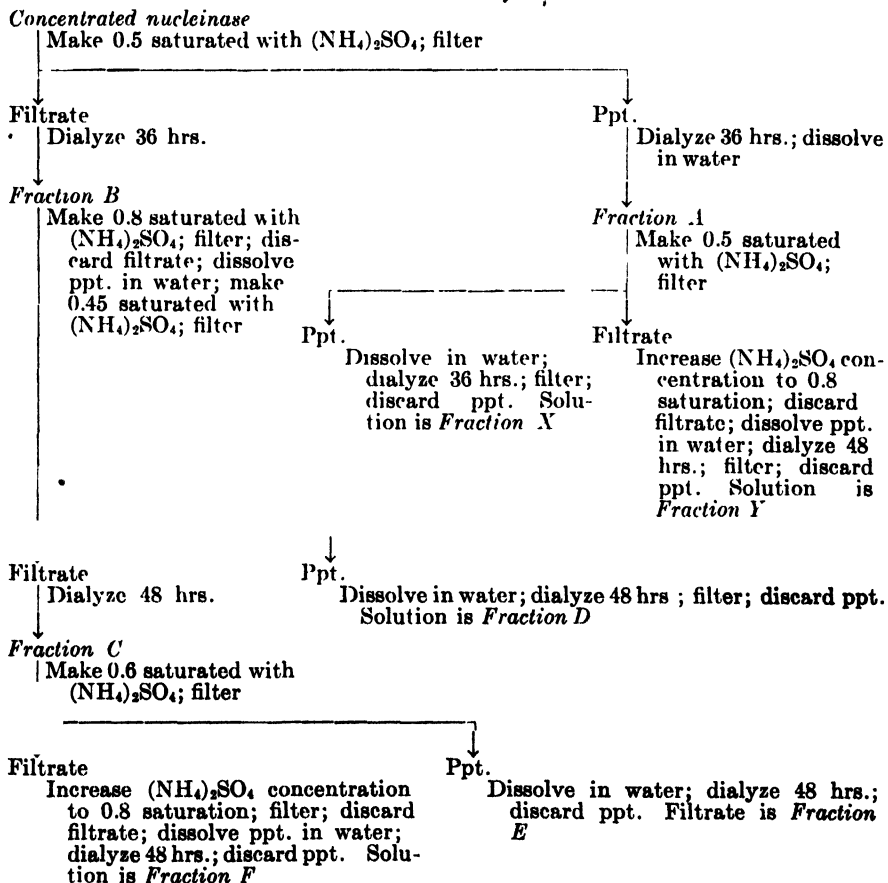 Concentrated nucleinase
Make 0.5 saturated with (NH₄)₂SO₄; filter
Filtrate
Dialyze 36 hrs.
Ppt.
Dialyze 36 hrs.; dissolve
in water
Fraction B
Make 0.8 saturated with
(NH₄)₂SO₄; filter; dis-
card filtrate; dissolve
ppt. in water; make
0.45 saturated with
(NH₄)₂SO₄; filter
Fraction A
Make 0.5 saturated
with (NH₄)₂SO₄;
filter
Ppt.
Dissolve in water;
dialyze 36 hrs.; filter;
discard ppt. Solu-
tion is Fraction X
Filtrate
Increase (NH₄)₂SO₄ con-
centration to 0.8
saturation; discard
filtrate; dissolve ppt.
in water; dialyze 48
hrs.; filter; discard
ppt. Solution is
Fraction Y
Filtrate
Dialyze 48 hrs.
Ppt.
Dissolve in water; dialyze 48 hrs; filter; discard ppt.
Solution is Fraction D
Fraction C
Make 0.6 saturated with
(NH₄)₂SO₄; filter
Filtrate
Increase (NH₄)₂SO₄ concentration
to 0.8 saturation; filter; discard
filtrate; dissolve ppt. in water;
dialyze 48 hrs.; discard ppt. Solu-
tion is Fraction F
Ppt.
Dissolve in water; dialyze 48 hrs.;
discard ppt. Filtrate is Fraction
E